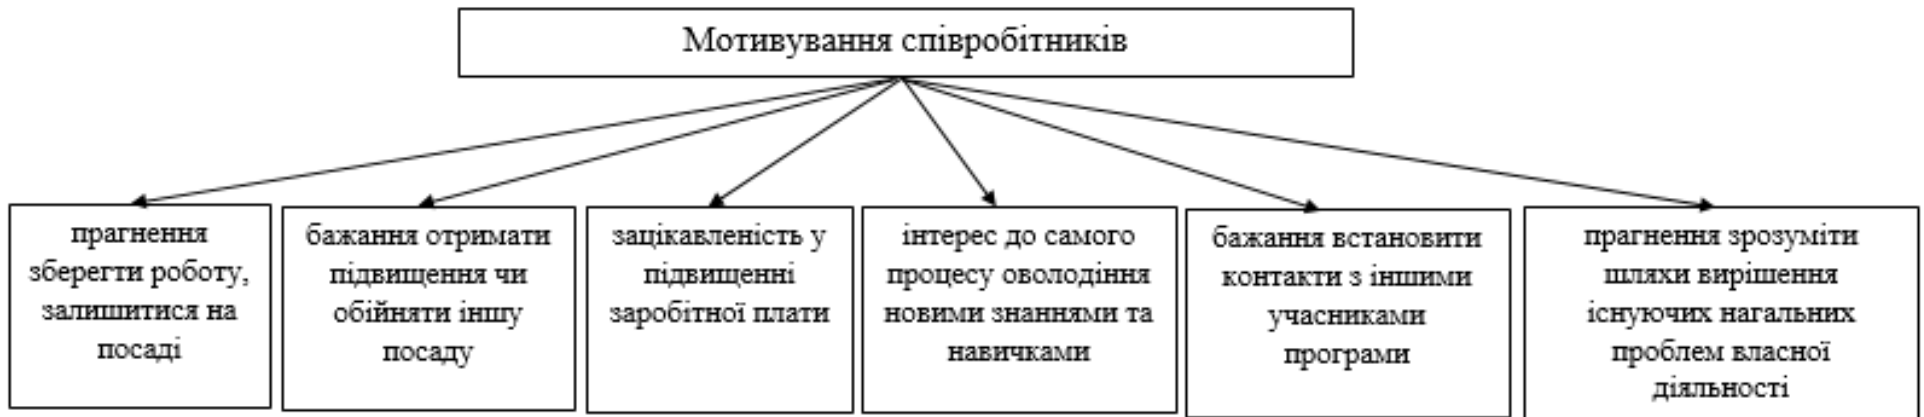 Мотивування співробітників
прагнення
зберегти роботу,
залишитися на
посаді
бажання отримати
підвищення чи
обійняти іншу
посаду
зацікавленість у
підвищенні
заробітної плати
інтерес до самого
процесу оволодіння
новими знаннями та
навичками
бажання встановити
контакти з іншими
учасниками
програми
прагнення зрозуміти
шляхи вирішення
існуючих нагальних
проблем власної
діяльності